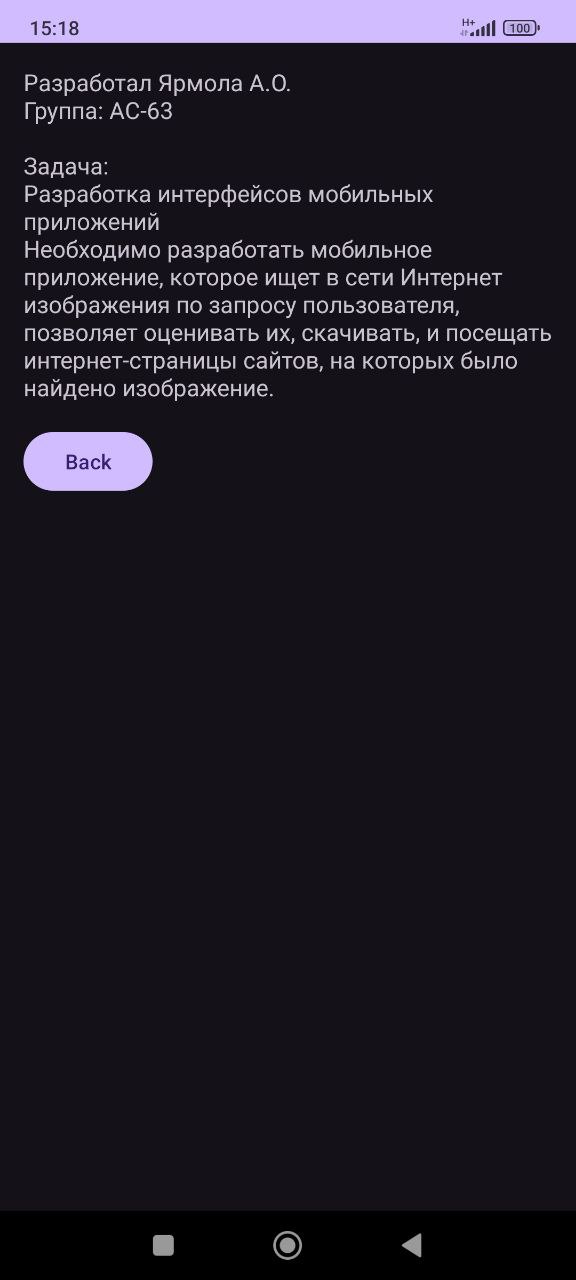 15:18
H+
100
Разработал Ярмола А.О.
Группа: АС-63
Задача:
Разработка интерфейсов мобильных
приложений
Необходимо разработать мобильное
приложение, которое ищет в сети Интернет
изображения по запросу пользователя,
позволяет оценивать их, скачивать, и посещать
интернет-страницы сайтов, на которых было
найдено изображение.
Back